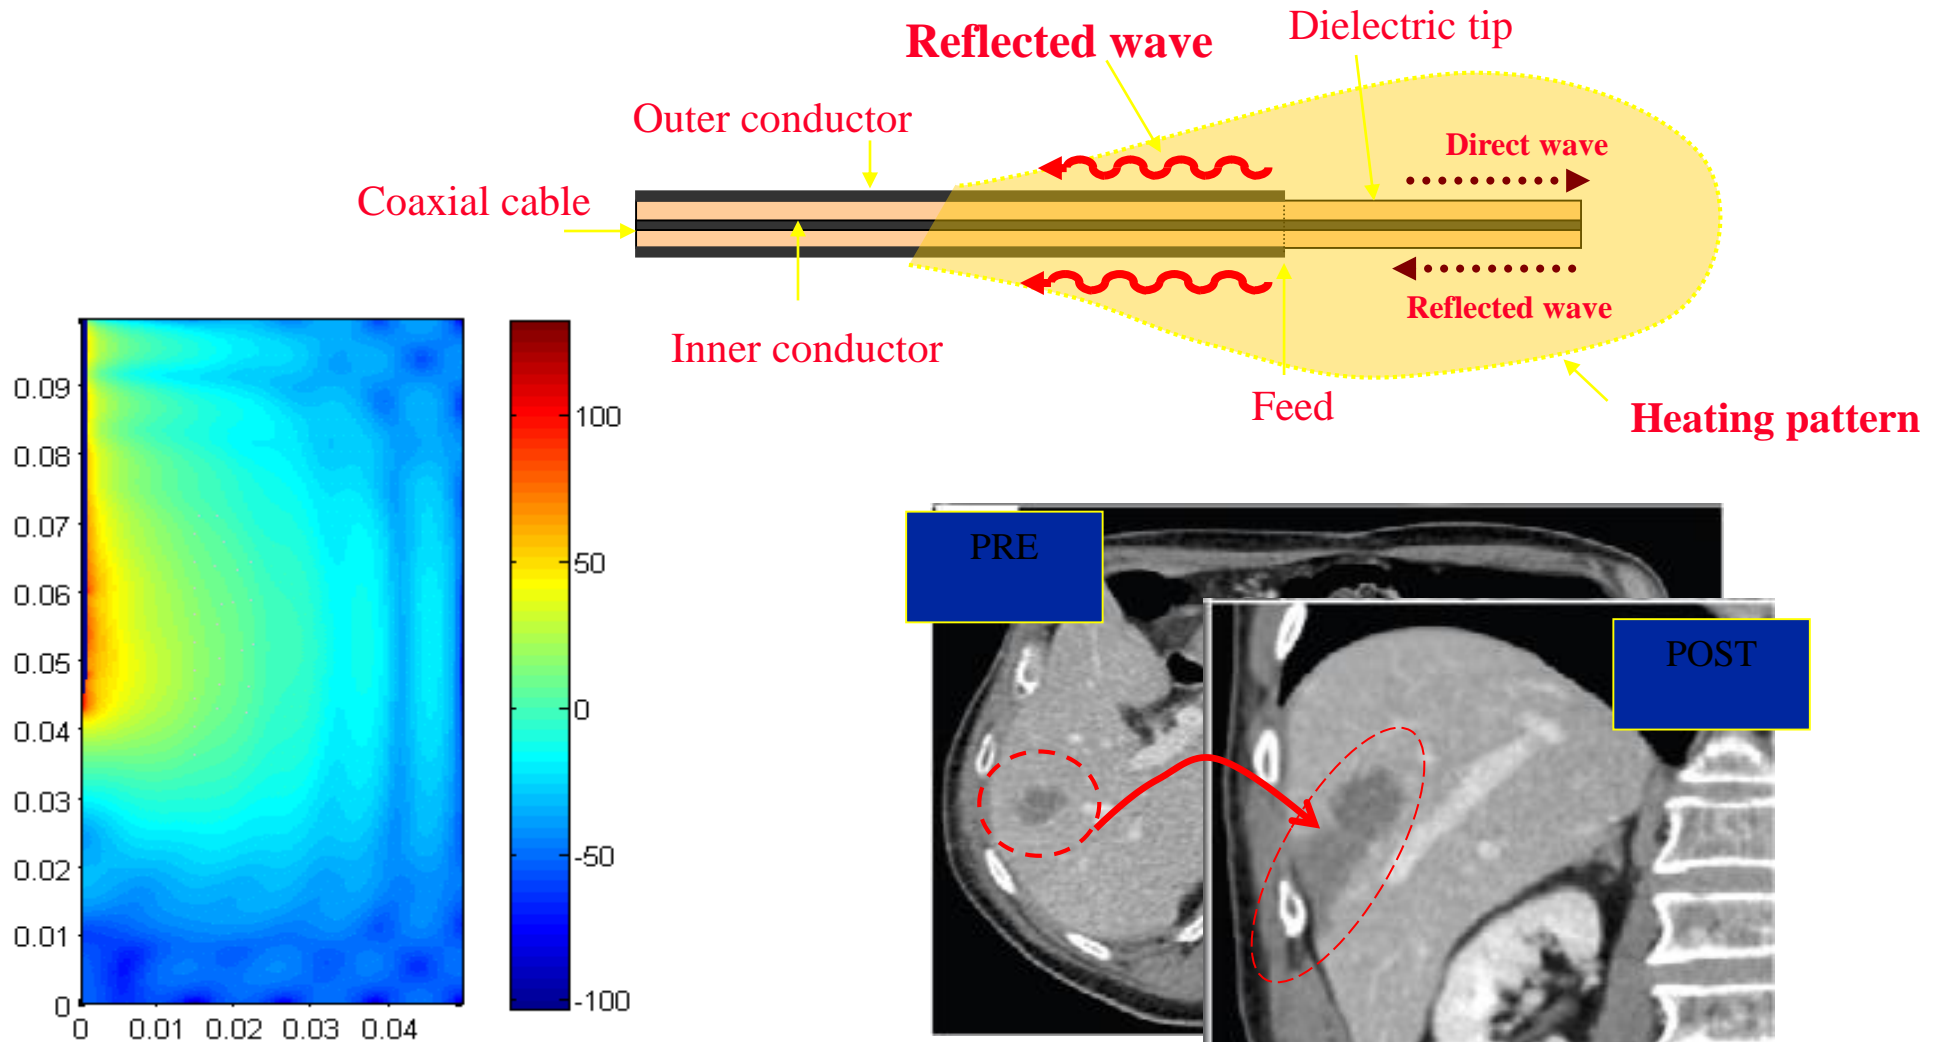 Reflected wave
Dielectric tip
Outer conductor
Direct wave
Coaxial cable
Reflected wave
Inner conductor
Feed
Heating pattern
0.09
0.08
0.07
0.06
0.05
0.04
0.03
0.02
0.01
0
0 0.01 0.02 0.03 0.04
100
50
0
-50
-100
PRE
POST